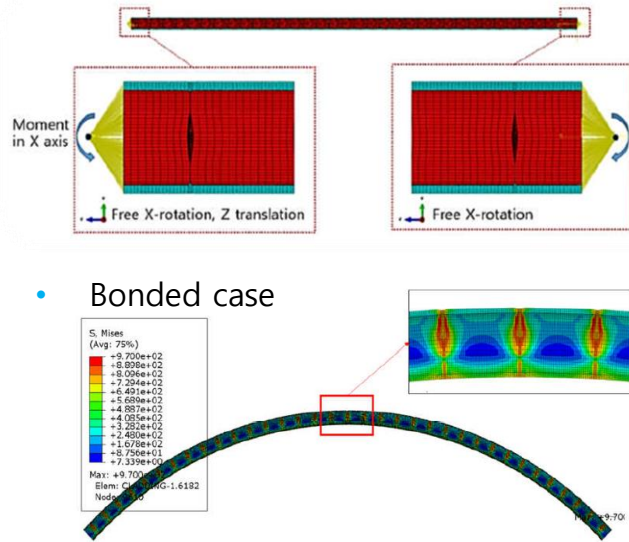 Moment
in X axis
Free X-rotation, Z translation
Free X-rotation
• Bonded case
S, Mises
(Avg: 75%)
+9.700e+02
+8.898e+02
+8.096e+02
+7.294e+02
+6.491e+02
+5.689e+02
+4.887e+02
+4.085e+02
+3.282e+02
+2.480e+02
+1.678e+02
+8.756e+01
+7.339e+00
Max: +9.700e
Elem:
-1.6182